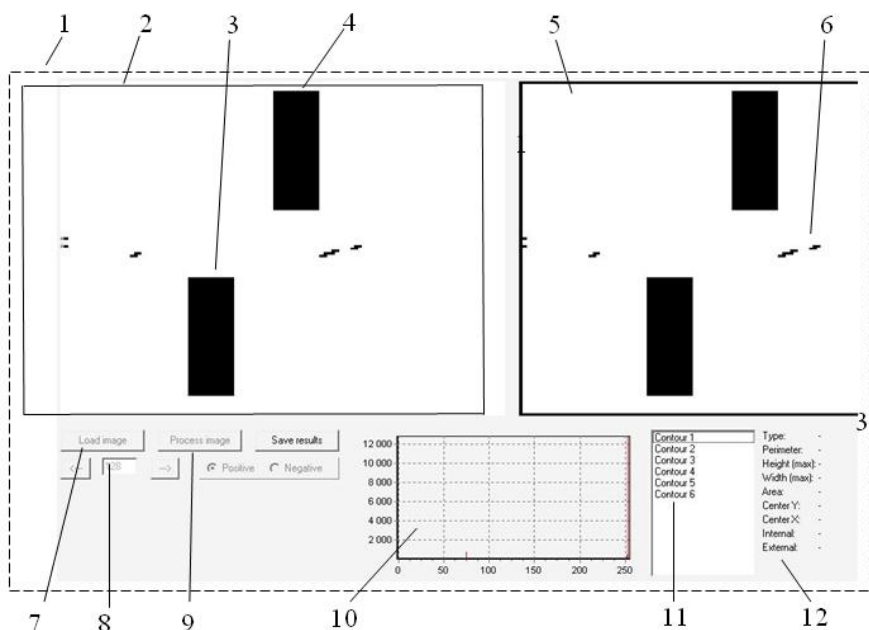 1 2 3 4 5 6
3
Load image Process image Save results
<-- 128 --> Positive Negative
12 000
10 000
8 000
6 000
4 000
2 000
0 50 100 150 200 250
Contour 1
Contour 2
Contour 3
Contour 4
Contour 5
Contour 6
Type: -
Perimeter: -
Height (max): -
Width (max): -
Area: -
Center Y: -
Center X: -
Internal: -
External: -
7 8 9 10 11 12